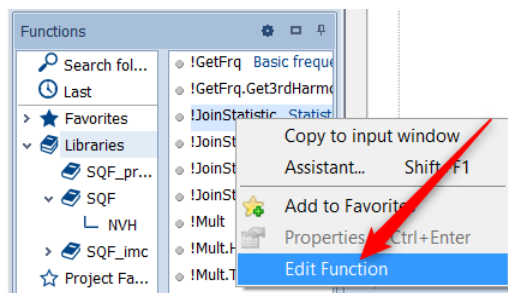 Functions
Search fol...
Last
Favorites
Libraries
SQF_pr...
SQF
NVH
SQF_imc
Project Fa...
!GetFrq Basic freque
!GetFrq.Get3rdHarmo
!JoinStatistic Statist
!JoinSt
!JoinSt
!JoinSt
!Mult
!Mult.H
!Mult.T
Copy to input window
Assistant... Shift F1
Add to Favorites
Properties Ctrl+Enter
Edit Function